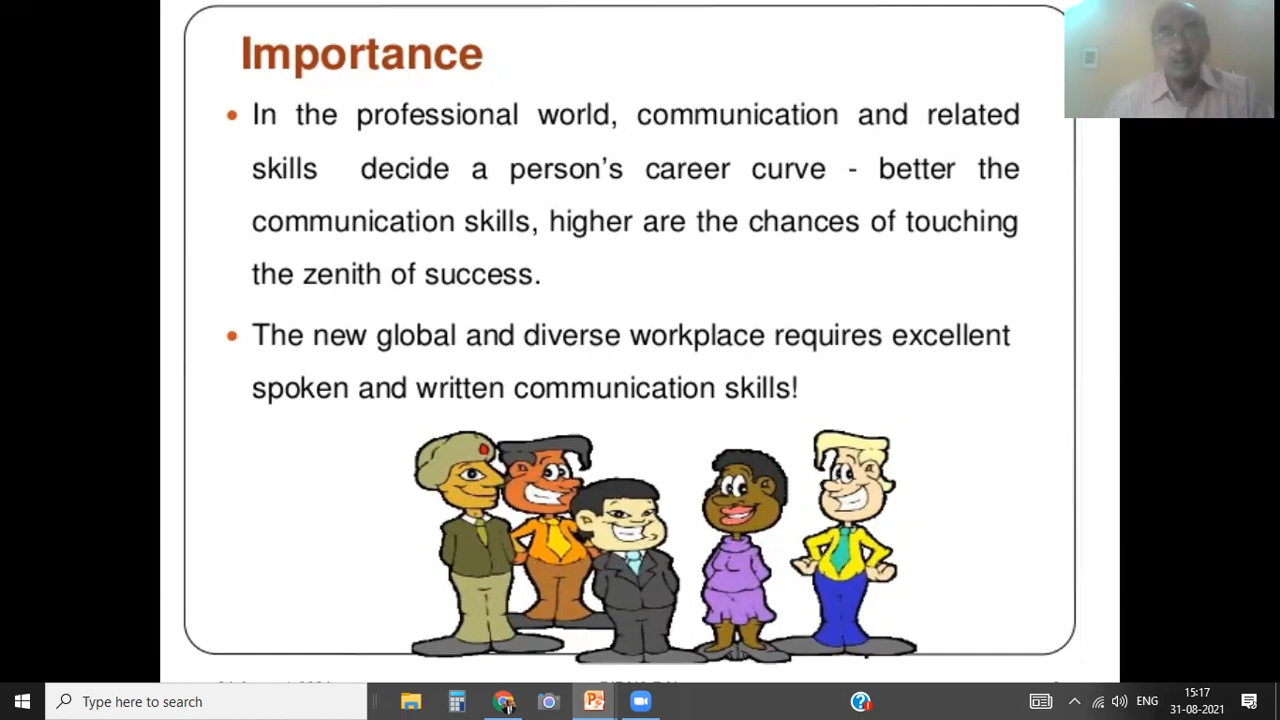 Importance
In the professional world, communication and related
skills decide a person's career curve - better the
communication skills, higher are the chances of touching
the zenith of success.
The new global and diverse workplace requires excellent
spoken and written communication skills!
Type here to search
ENG
15:17
31-08-2021